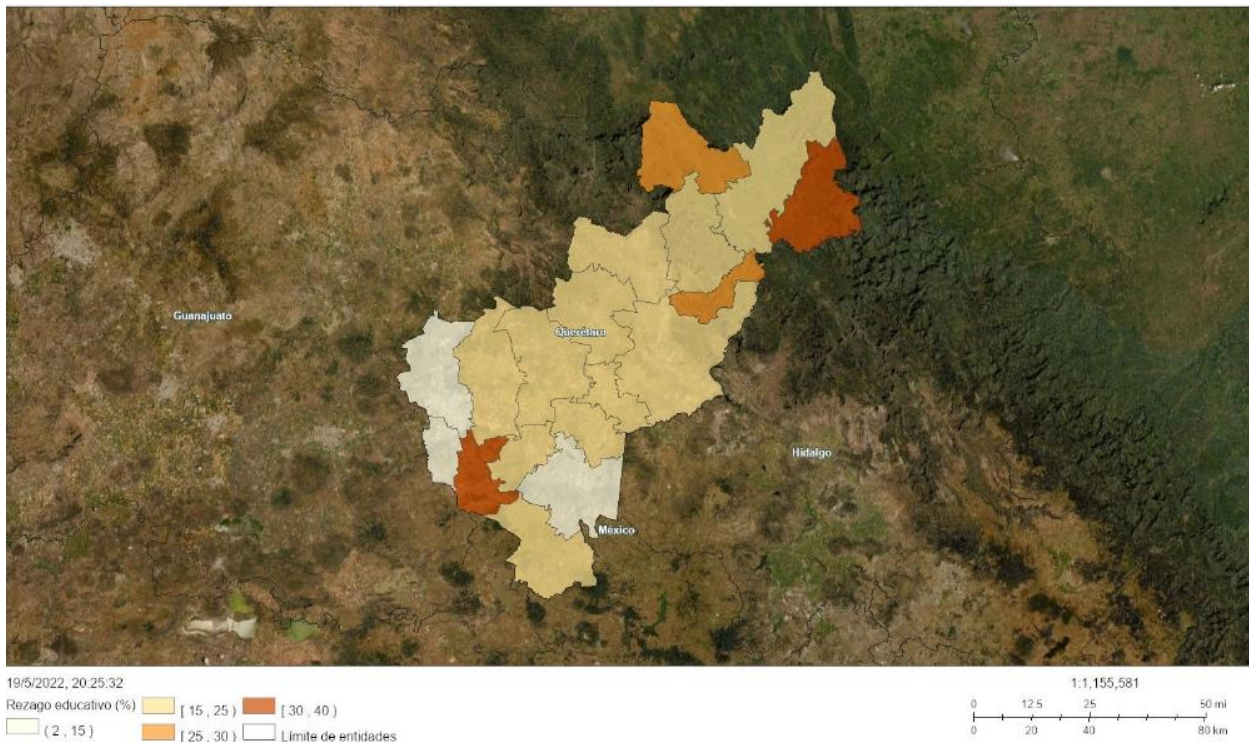 Guanajuato
Querétaro
Hidalgo
México
19/5/2022, 20:25:32
1:1,155,581
Rezago educativo (%)
( 2 , 15 )
[ 15 , 25 )
[ 25 , 30 )
[ 30 , 40 )
Límite de entidades
0 12.5 25 50 mi
0 20 40 80 km